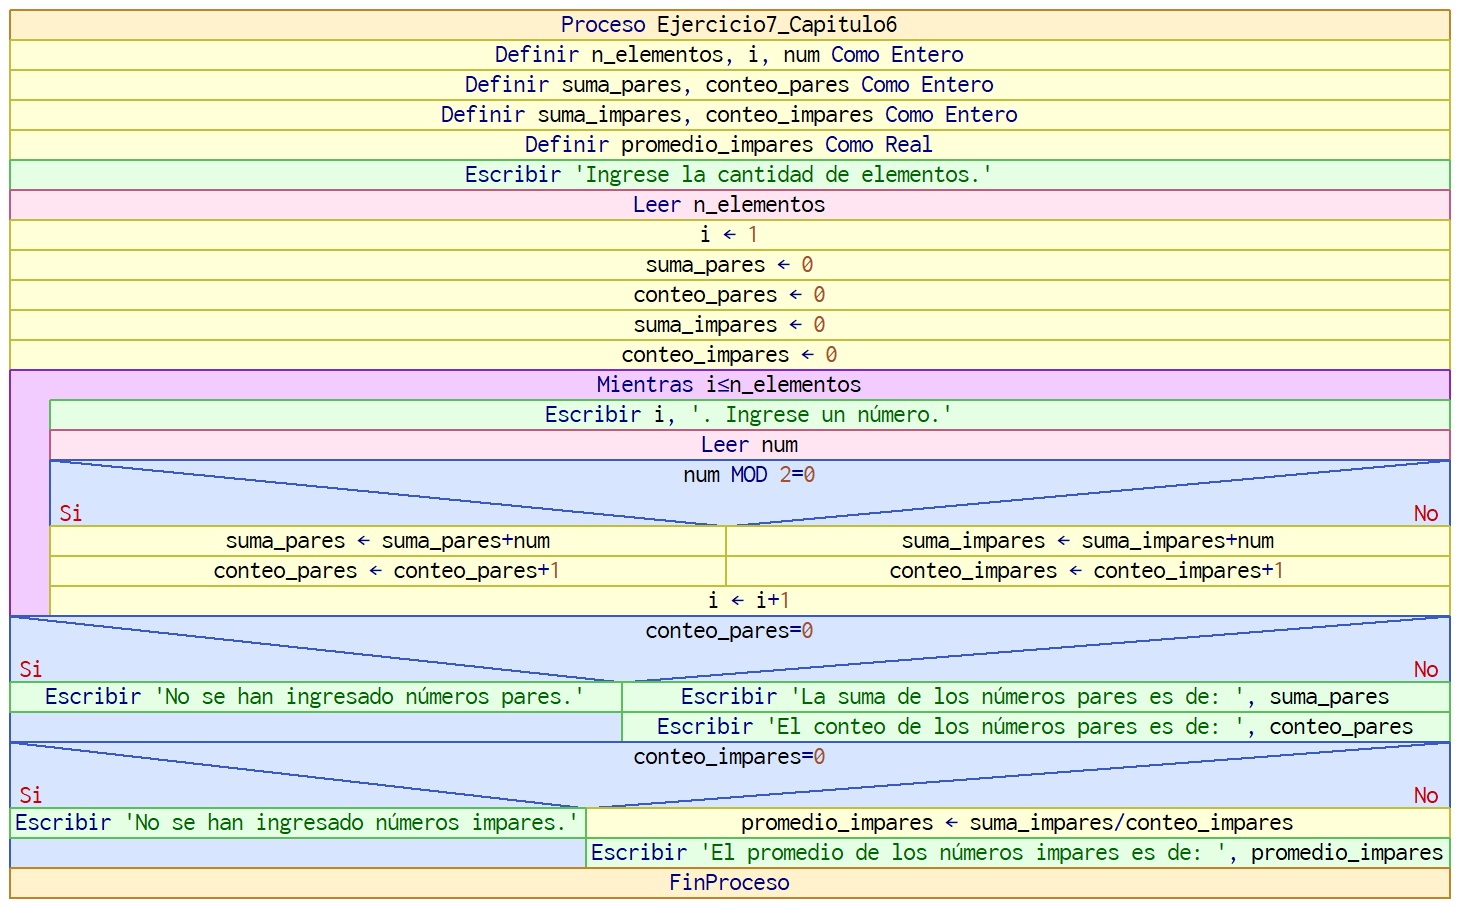 Proceso Ejercicio7_Capitulo6
Definir n_elementos, i, num Como Entero
Definir suma_pares, conteo_pares Como Entero
Definir suma_impares, conteo_impares Como Entero
Definir promedio_impares Como Real
Escribir 'Ingrese la cantidad de elementos.'
Leer n_elementos
i ← 1
suma_pares ← 0
conteo_pares ← 0
suma_impares ← 0
conteo_impares ← 0
Mientras i≤n_elementos
Escribir i, '. Ingrese un número.'
Leer num
num MOD 2=0
Si No
suma_pares ← suma_pares+num suma_impares ← suma_impares+num
conteo_pares ← conteo_pares+1 conteo_impares ← conteo_impares+1
i ← i+1
conteo_pares=0
Si No
Escribir 'No se han ingresado números pares.' Escribir 'La suma de los números pares es de: ', suma_pares
Escribir 'El conteo de los números pares es de: ', conteo_pares
conteo_impares=0
Si No
Escribir 'No se han ingresado números impares.' promedio_impares ← suma_impares/conteo_impares
Escribir 'El promedio de los números impares es de: ', promedio_impares
FinProceso